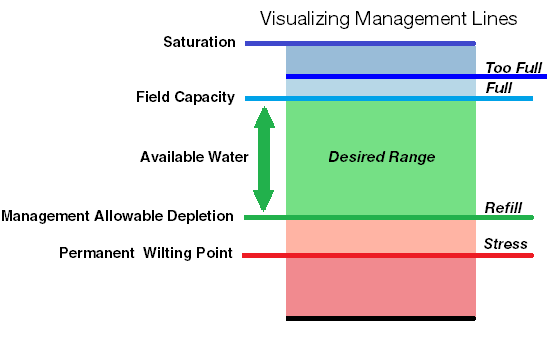 Visualizing Management Lines
Saturation
Too Full
Full
Field Capacity
Available Water
Desired Range
Management Allowable Depletion
Refill
Stress
Permanent Wilting Point